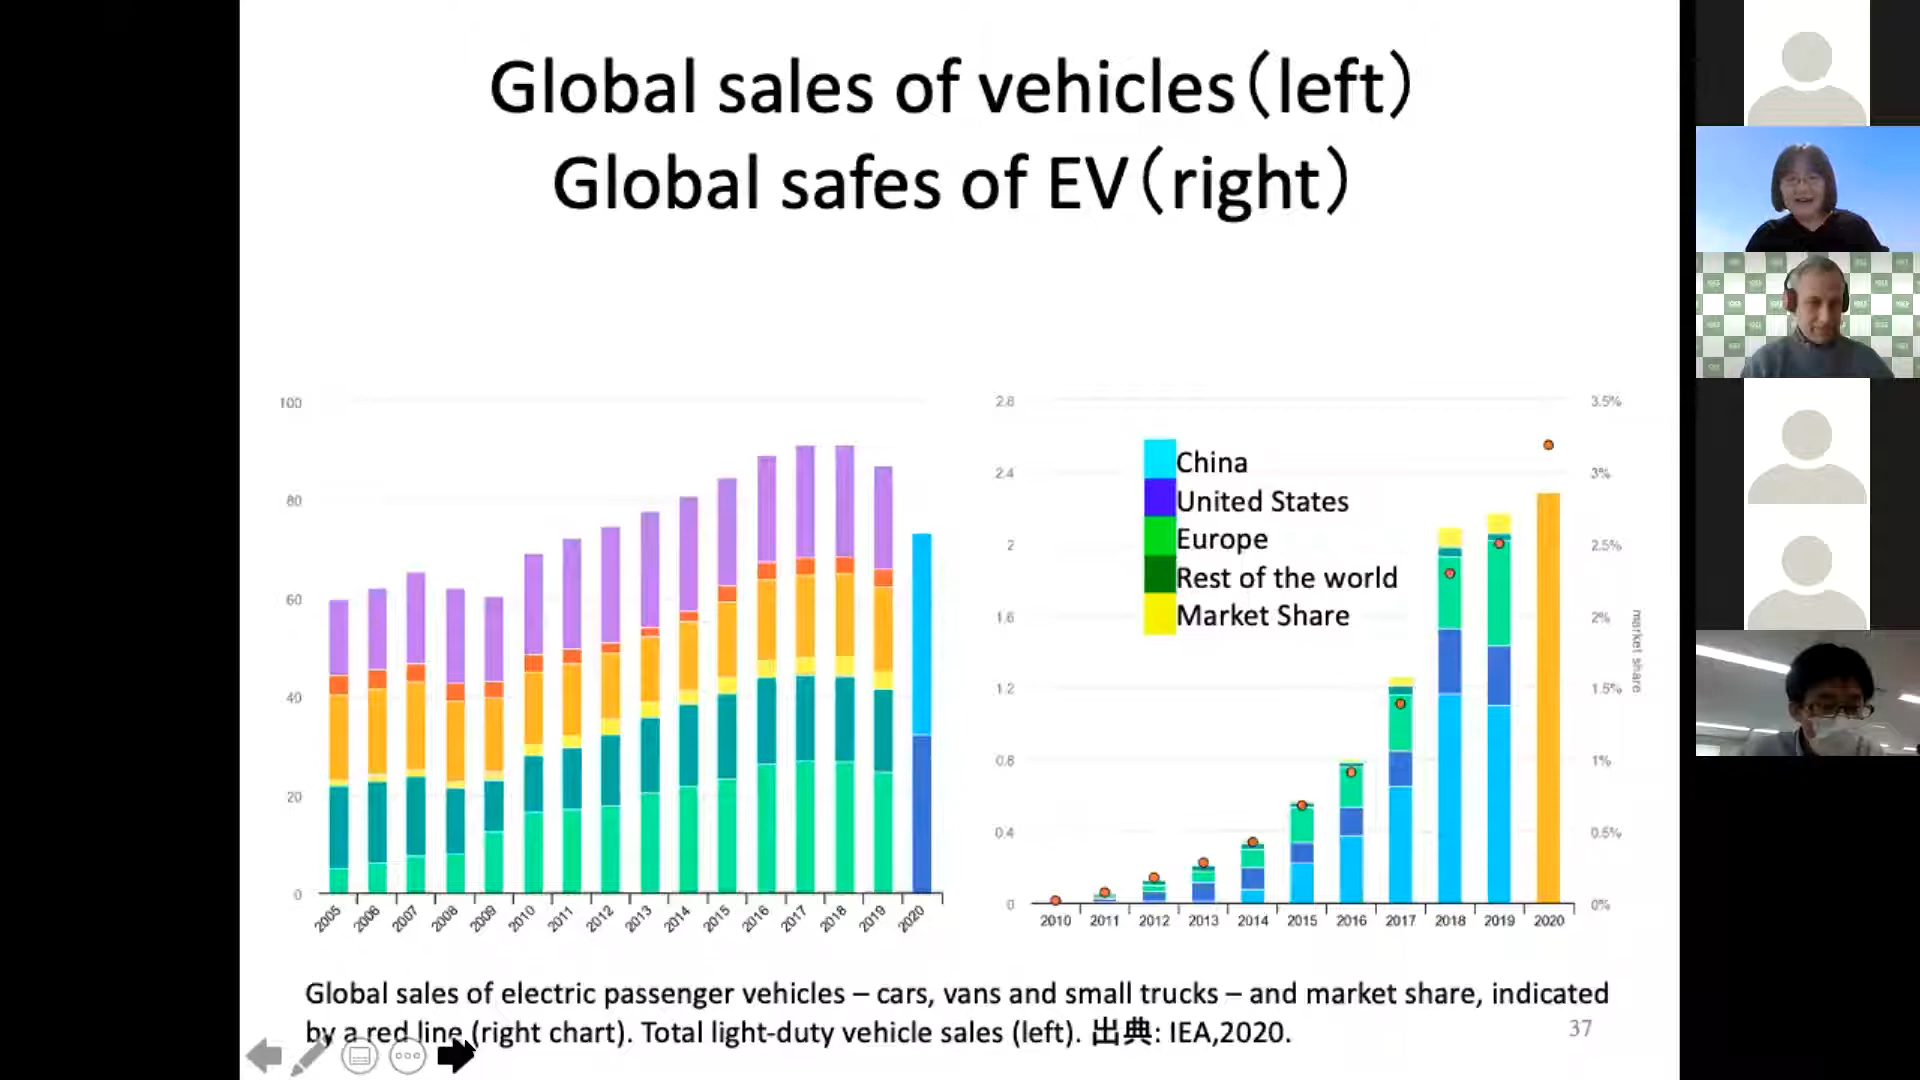 Global sales of vehicles（left）
Global safes of EV（right）
100
80
60
40
20
0
2005 2006 2007 2008 2009 2010 2011 2012 2013 2014 2015 2016 2017 2018 2019 2020
2.8
2.4
2
1.6
1.2
0.8
0.4
0
China
United States
Europe
Rest of the world
Market Share
3.5%
3%
2.5%
2%
1.5%
1%
0.5%
0%
market share
2010 2011 2012 2013 2014 2015 2016 2017 2018 2019 2020
Global sales of electric passenger vehicles – cars, vans and small trucks – and market share, indicated
by a red line (right chart). Total light-duty vehicle sales (left). 出典: IEA,2020.
37